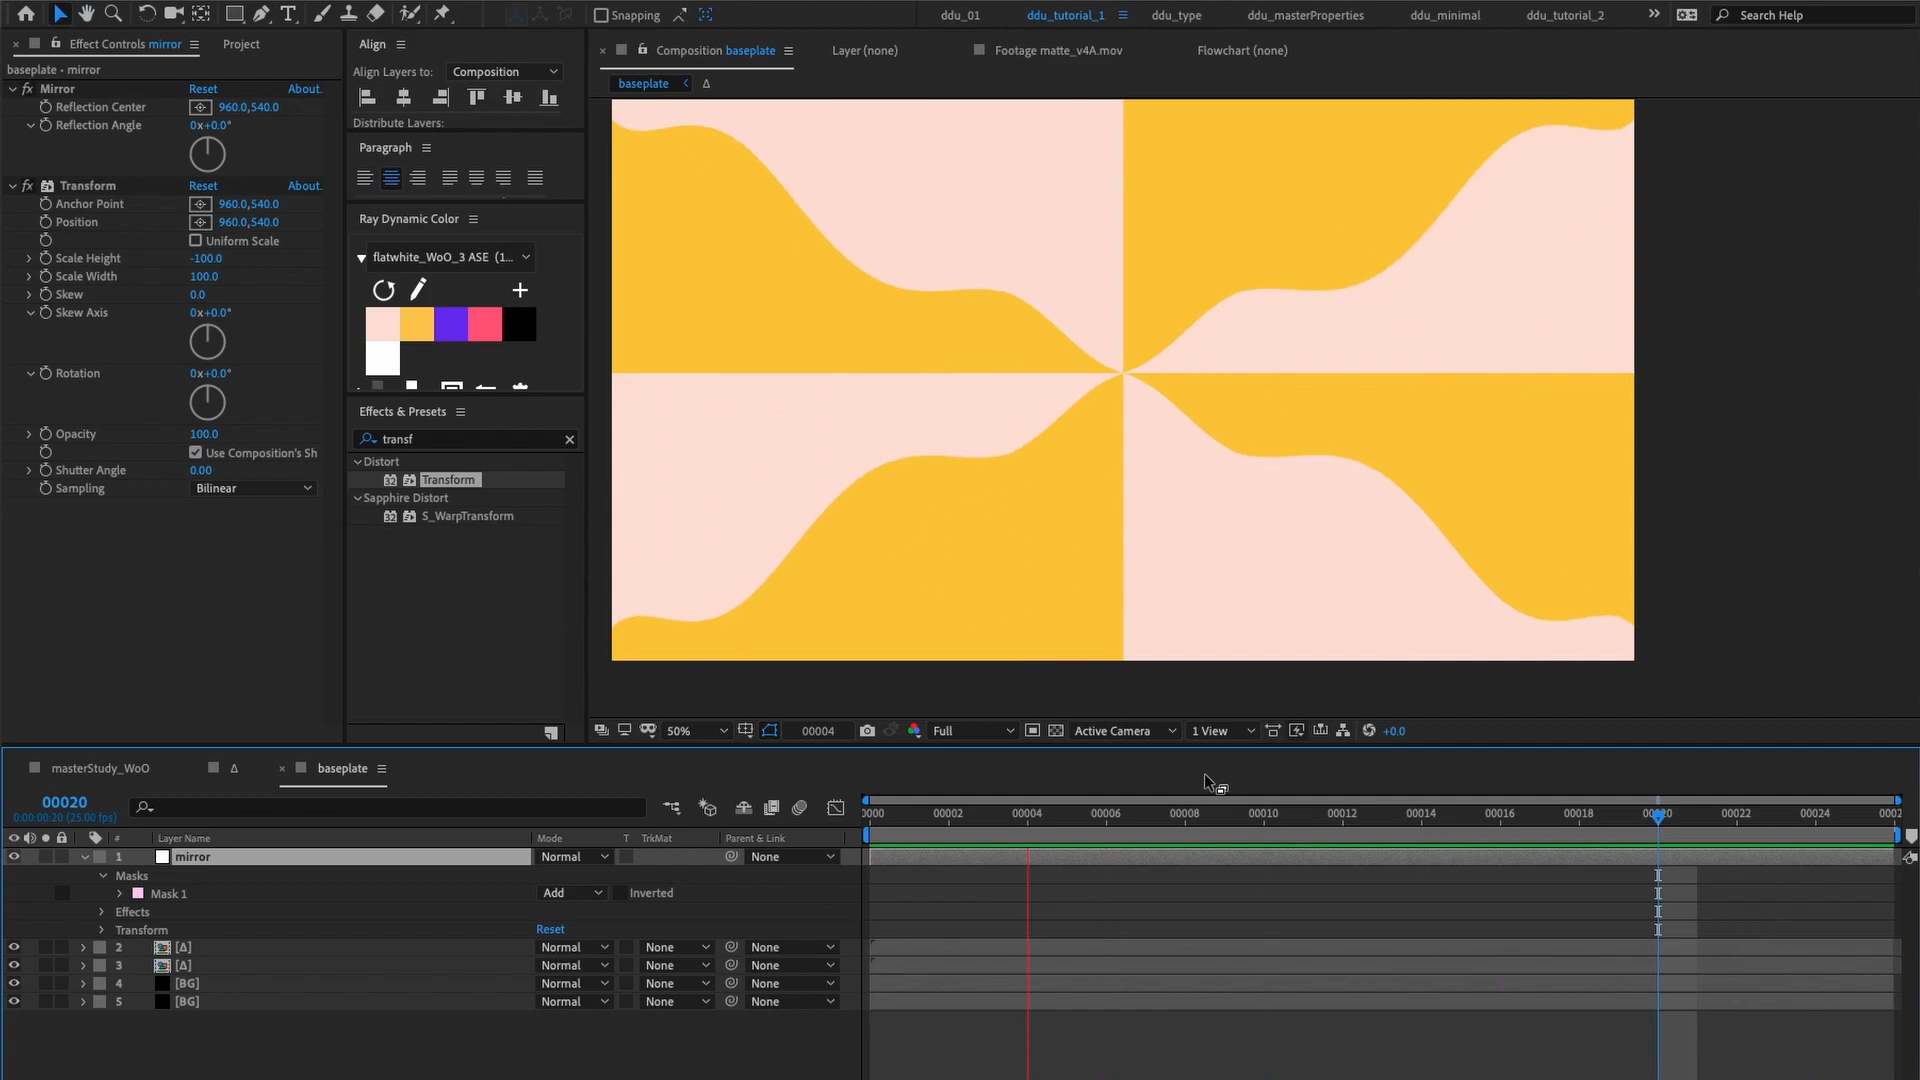 Snapping
ddu_01
ddu_tutorial_1
ddu_type
ddu_masterProperties
ddu_minimal
ddu_tutorial_2
Search Help
Effect Controls mirror
Project
Align
Composition baseplate
Layer (none)
Footage matte_v4A.mov
Flowchart (none)
baseplate • mirror
Align Layers to:
Composition
baseplate
Δ
Mirror
Reset
About.
Reflection Center
960.0,540.0
Reflection Angle
0x+0.0°
Distribute Layers:
Paragraph
Transform
Reset
About.
Anchor Point
960.0,540.0
Position
960.0,540.0
Uniform Scale
Scale Height
-100.0
Scale Width
100.0
Skew
0.0
Skew Axis
0x+0.0°
Rotation
0x+0.0°
Opacity
100.0
Use Composition's Sh
Shutter Angle
0.00
Sampling
Bilinear
Ray Dynamic Color
flatwhite_WoO_3 ASE (1...
Effects & Presets
transf
Distort
32
Transform
Sapphire Distort
32
S_WarpTransform
50%
00004
Full
Active Camera
1 View
+0.0
masterStudy_WoO
Δ
baseplate
00020
0:00:00:20 (25.00 fps)
0000
00002
00004
00006
00008
00010
00012
00014
00016
00018
00020
00022
00024
0002
#
Layer Name
Mode
T
TrkMat
Parent & Link
1
mirror
Normal
None
Masks
Mask 1
Add
Inverted
Effects
Transform
Reset
2
[Δ]
Normal
None
None
3
[Δ]
Normal
None
None
4
[BG]
Normal
None
None
5
[BG]
Normal
None
None